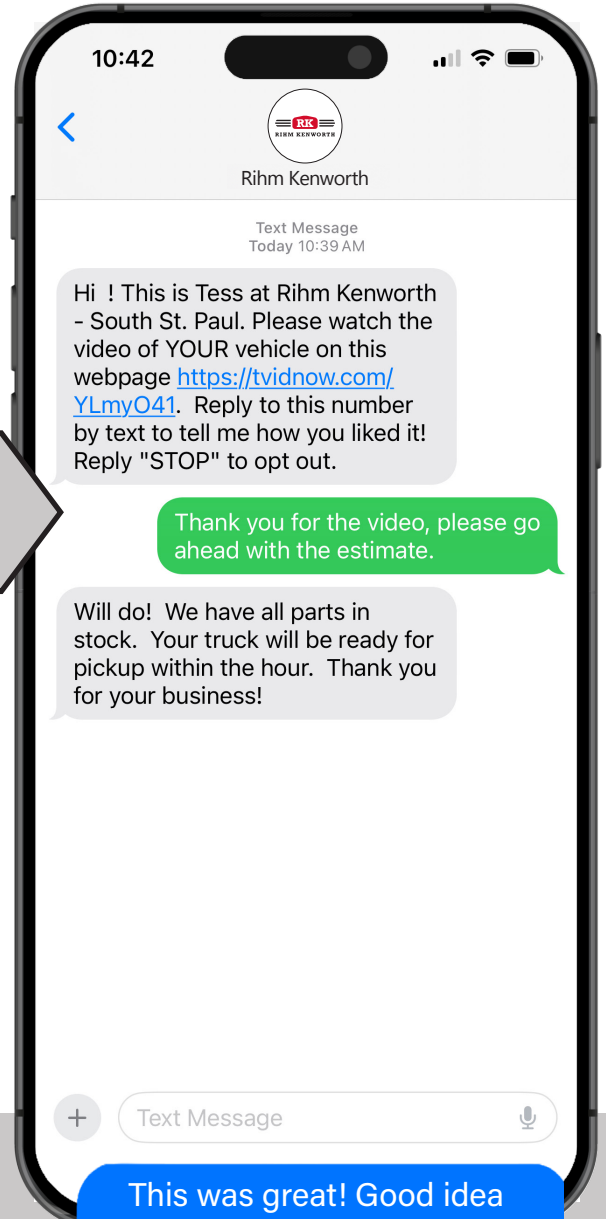 10:42
RK
RIHM KENWORTH
Rihm Kenworth
Text Message
Today 10:39 AM
Hi  ! This is Tess at Rihm Kenworth
- South St. Paul. Please watch the
video of YOUR vehicle on this
webpage https://tvidnow.com/
YLmyO41.  Reply to this number
by text to tell me how you liked it!
Reply "STOP" to opt out.
Thank you for the video, please go
ahead with the estimate.
Will do!  We have all parts in
stock.  Your truck will be ready for
pickup within the hour.  Thank you
for your business!
Text Message
This was great! Good idea